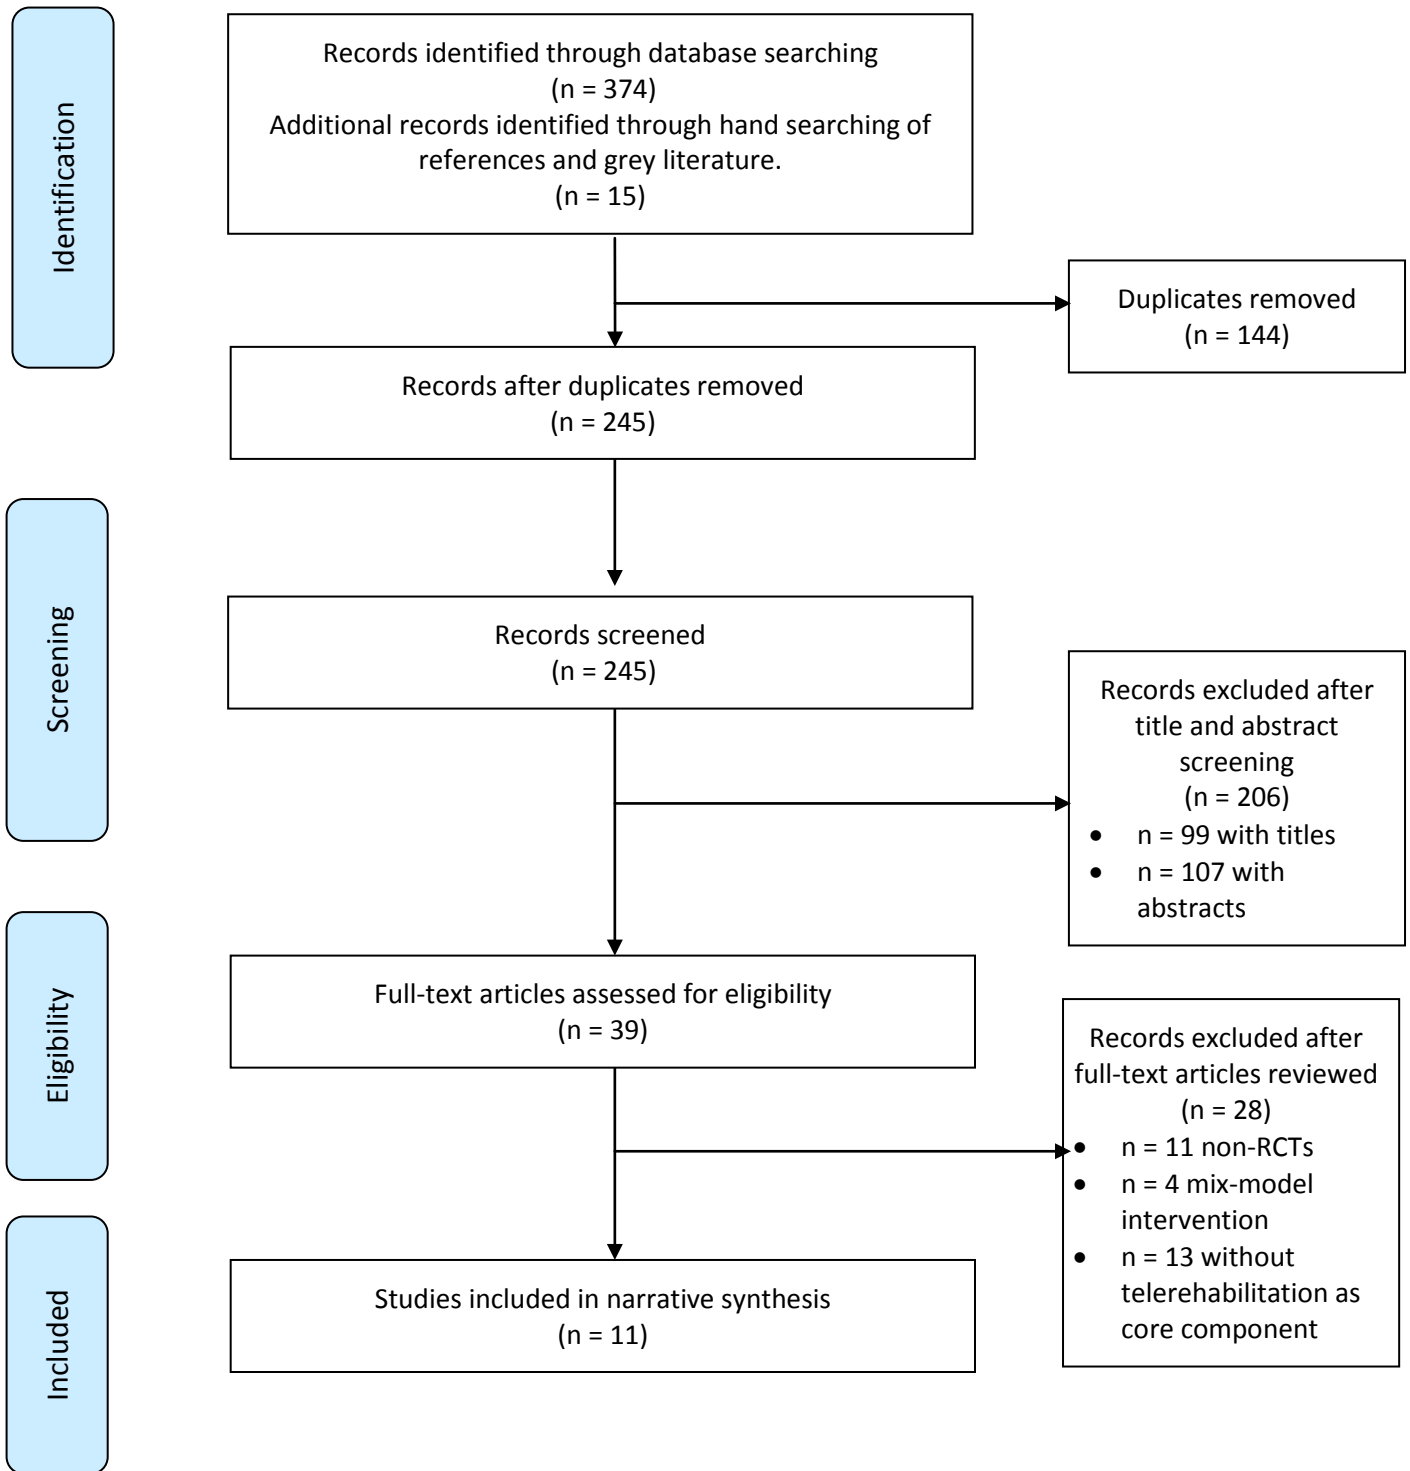 Identification
Records identified through database searching
(n = 374)
Additional records identified through hand searching of
references and grey literature.
(n = 15)
Duplicates removed
(n = 144)
Records after duplicates removed
(n = 245)
Screening
Records screened
(n = 245)
Records excluded after
title and abstract
screening
(n = 206)
• n = 99 with titles
• n = 107 with
abstracts
Eligibility
Full-text articles assessed for eligibility
(n = 39)
Records excluded after
full-text articles reviewed
(n = 28)
• n = 11 non-RCTs
• n = 4 mix-model
intervention
• n = 13 without
telerehabilitation as
core component
Included
Studies included in narrative synthesis
(n = 11)